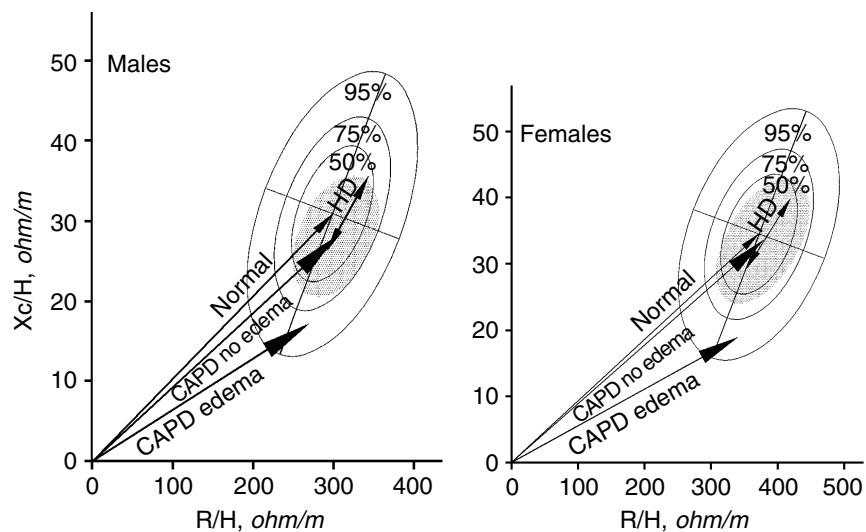 Males
Xc/H, ohm/m
50
40
30
20
10
0
95%
75%
50%
HD
Normal
CAPD no edema
CAPD edema
0 100 200 300 400
R/H, ohm/m
Females
50
40
30
20
10
0
95%
75%
50%
HD
Normal
CAPD no edema
CAPD edema
0 100 200 300 400 500
R/H, ohm/m